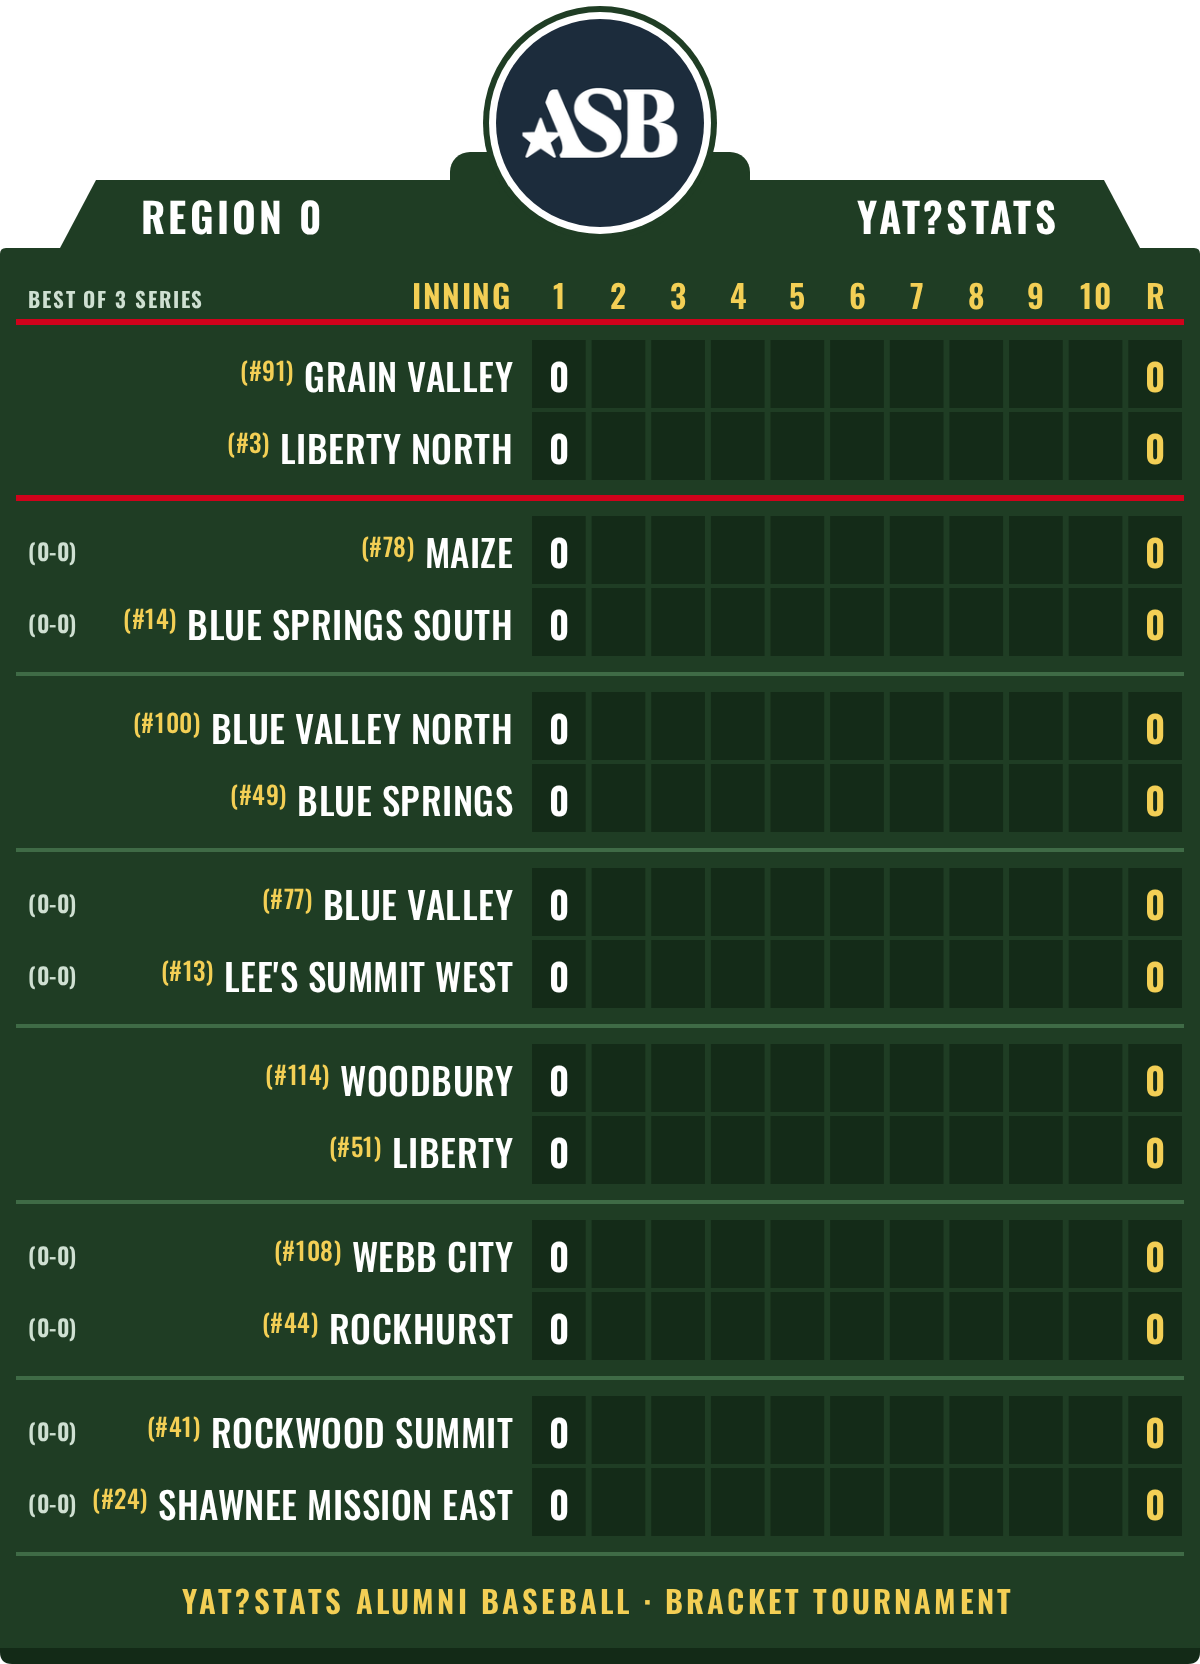 ASB
REGION 0 YAT?STATS
BEST OF 3 SERIES INNING 1 2 3 4 5 6 7 8 9 10 R
(#91) GRAIN VALLEY 0 0
(#3) LIBERTY NORTH 0 0
(0-0) (#78) MAIZE 0 0
(0-0) (#14) BLUE SPRINGS SOUTH 0 0
(#100) BLUE VALLEY NORTH 0 0
(#49) BLUE SPRINGS 0 0
(0-0) (#77) BLUE VALLEY 0 0
(0-0) (#13) LEE'S SUMMIT WEST 0 0
(#114) WOODBURY 0 0
(#51) LIBERTY 0 0
(0-0) (#108) WEBB CITY 0 0
(0-0) (#44) ROCKHURST 0 0
(0-0) (#41) ROCKWOOD SUMMIT 0 0
(0-0) (#24) SHAWNEE MISSION EAST 0 0
YAT?STATS ALUMNI BASEBALL · BRACKET TOURNAMENT